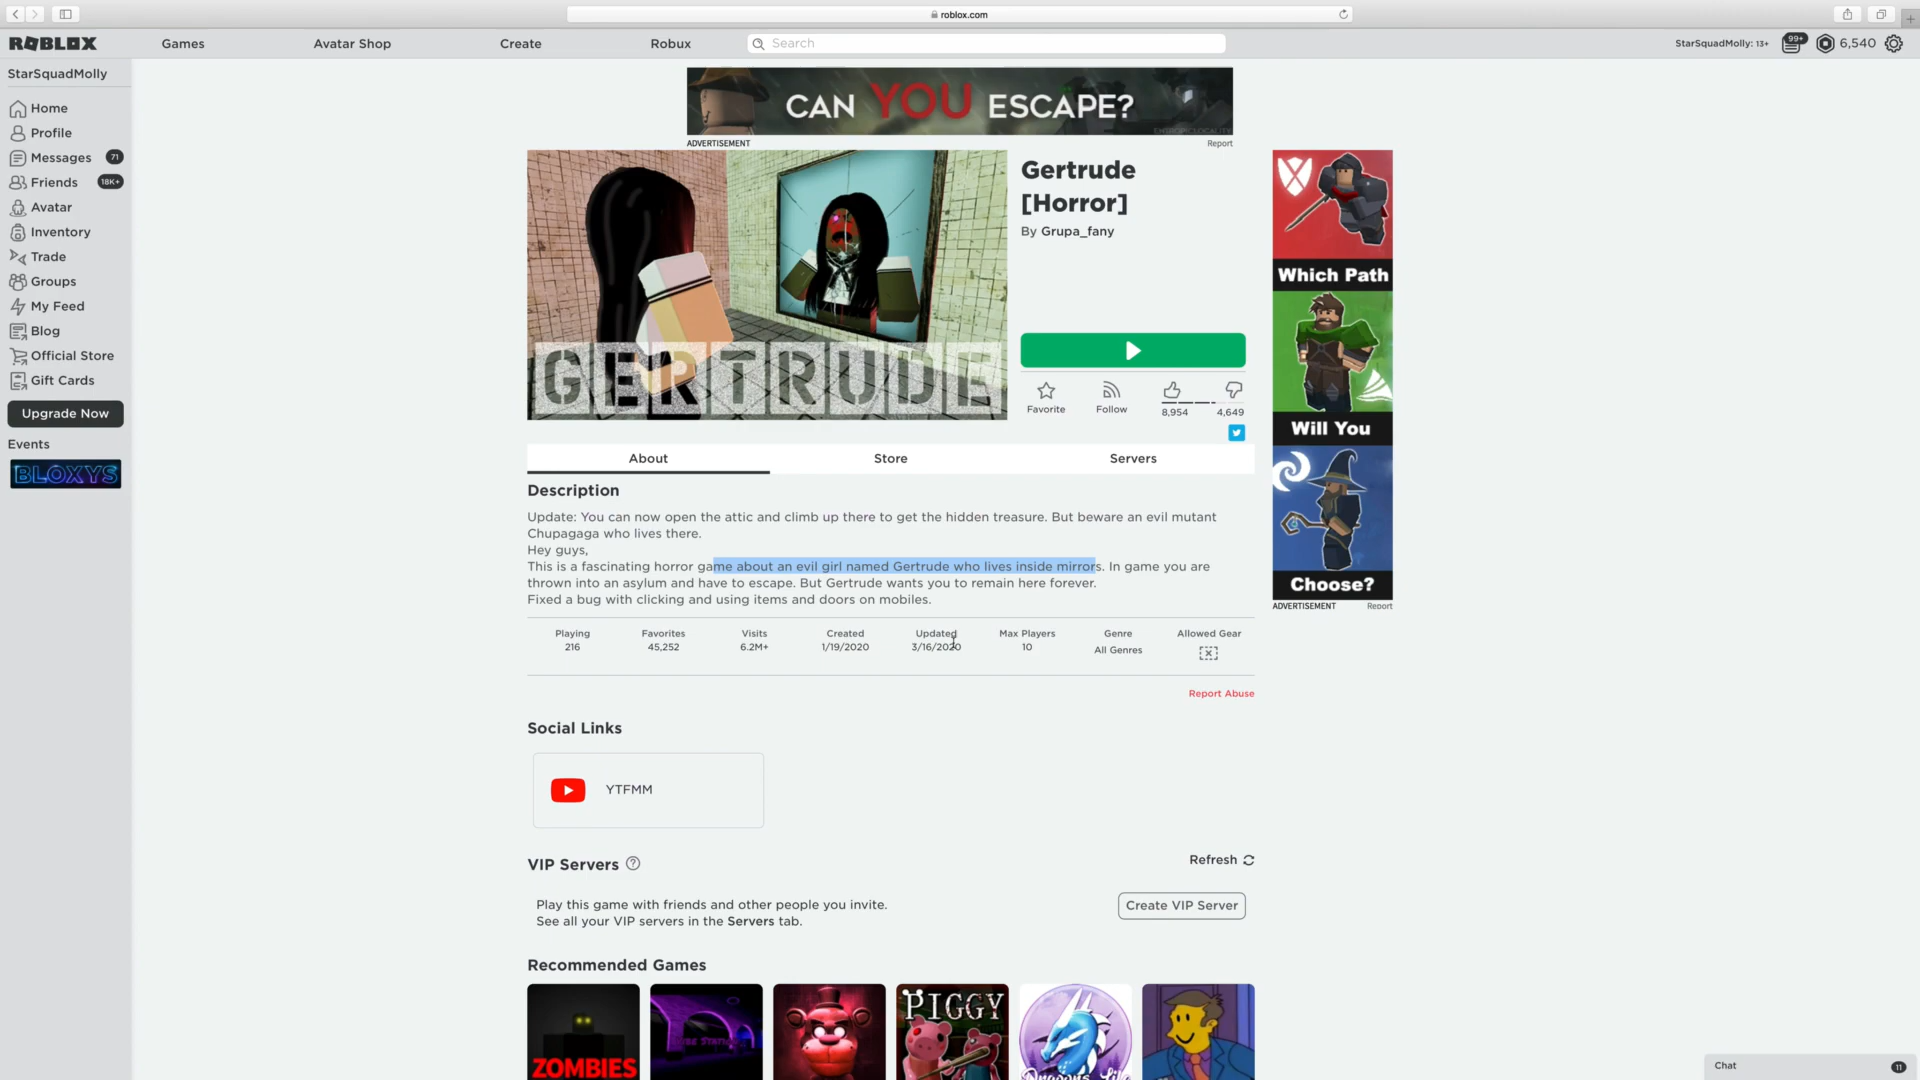 roblox.com
ROBLOX
Games
Avatar Shop
Create
Robux
Search
StarSquadMolly: 13+
99+
6,540
StarSquadMolly
Home
Profile
Messages
71
Friends
18K+
Avatar
Inventory
Trade
Groups
My Feed
Blog
Official Store
Gift Cards
Upgrade Now
Events
BLOXYS
CAN YOU ESCAPE?
ADVERTISEMENT
Report
GERTRUDE
Gertrude
[Horror]
By Grupa_fany
Favorite
Follow
8,954
4,649
Which Path
Will You
Choose?
ADVERTISEMENT
Report
About
Store
Servers
Description
Update: You can now open the attic and climb up there to get the hidden treasure. But beware an evil mutant
Chupagaga who lives there.
Hey guys,
This is a fascinating horror game about an evil girl named Gertrude who lives inside mirrors. In game you are
thrown into an asylum and have to escape. But Gertrude wants you to remain here forever.
Fixed a bug with clicking and using items and doors on mobiles.
Playing
216
Favorites
45,252
Visits
6.2M+
Created
1/19/2020
Updated
3/16/2020
Max Players
10
Genre
All Genres
Allowed Gear
Report Abuse
Social Links
YTFMM
VIP Servers
Refresh
Play this game with friends and other people you invite.
See all your VIP servers in the Servers tab.
Create VIP Server
Recommended Games
ZOMBIES
PIGGY
Chat
11